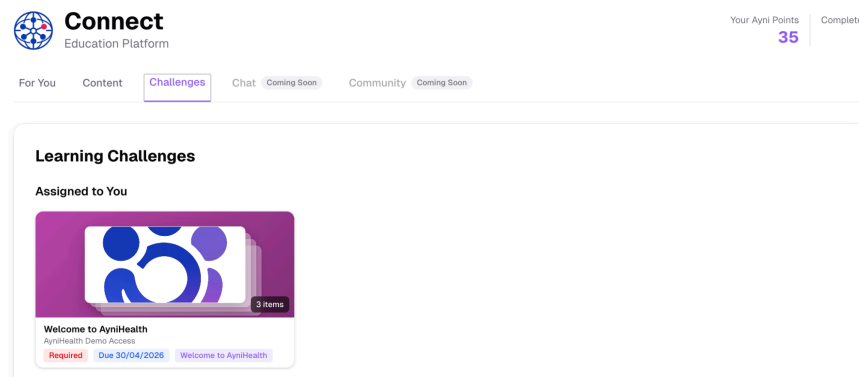 Connect
Education Platform
Your Ayni Points
35
For You
Content
Challenges
Chat Coming Soon
Community Coming Soon
Learning Challenges
Assigned to You
3 items
Welcome to AyniHealth
AyniHealth Demo Access
Required Due 30/04/2026 Welcome to AyniHealth